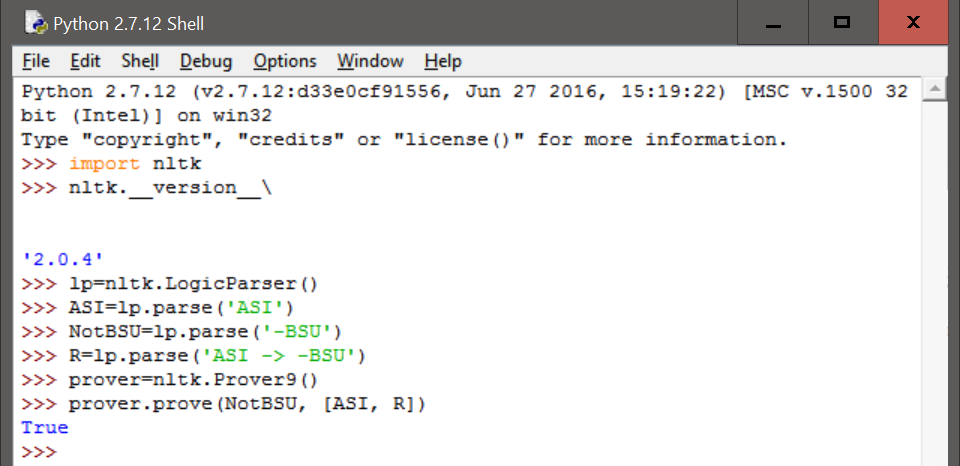 Python 2.7.12 Shell
File Edit Shell Debug Options Window Help
Python 2.7.12 (v2.7.12:d33e0cf91556, Jun 27 2016, 15:19:22) [MSC v.1500 32
bit (Intel)] on win32
Type "copyright", "credits" or "license()" for more information.
>>> import nltk
>>> nltk.__version__\
'2.0.4'
>>> lp=nltk.LogicParser()
>>> ASI=lp.parse('ASI')
>>> NotBSU=lp.parse('-BSU')
>>> R=lp.parse('ASI -> -BSU')
>>> prover=nltk.Prover9()
>>> prover.prove(NotBSU, [ASI, R])
True
>>>